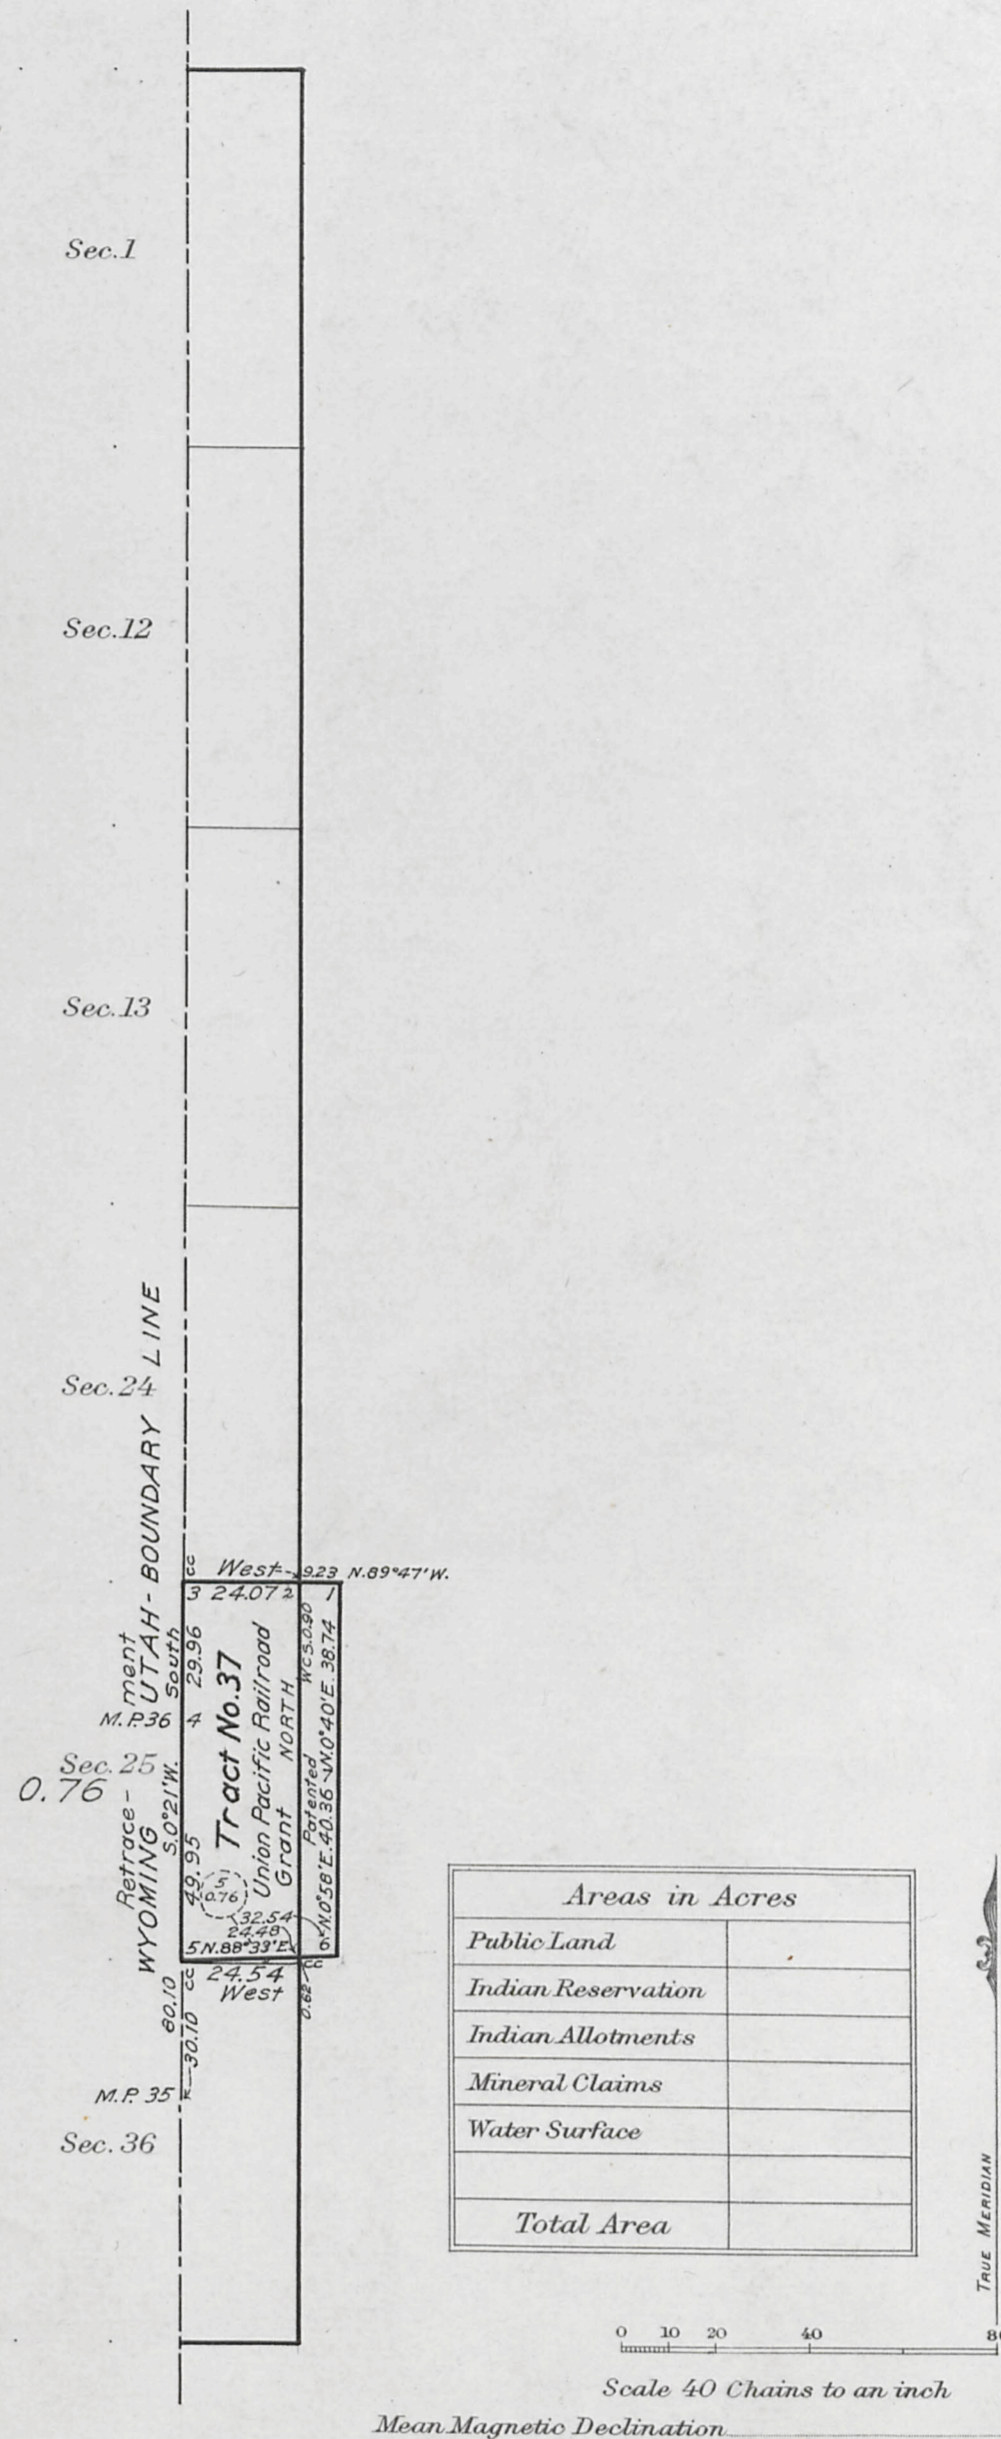 Sec. 1
Sec. 12
Sec. 13
Sec. 24
WYOMING UTAH - BOUNDARY LINE
Retrace-
ment
South
cc
West 9.23 N.89°47'W.
3 24.07 2 1
29.96
Tract No.37
Union Pacific Railroad
Grant
NORTH
Patented
WCS.0.90
N.0°58'E.40.36
N.0°40'E. 38.74
M.P.36 4
Sec. 25
0.76
S.0°21'W.
49.95
5
0.76
32.54
24.48
5 N.88°33'E. 6
cc 24.54 cc
West
0.62
80.10
30.10
M.P. 35
Sec. 36
Areas in Acres
Public Land
Indian Reservation
Indian Allotments
Mineral Claims
Water Surface
Total Area
TRUE MERIDIAN
0 10 20 40 80
Scale 40 Chains to an inch
Mean Magnetic Declination